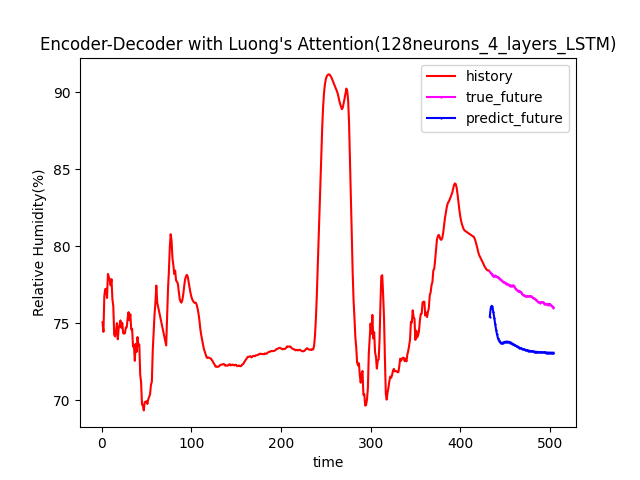 Encoder-Decoder with Luong's Attention(128neurons_4_layers_LSTM)
history
true_future
predict_future
Relative Humidity(%)
90
85
80
75
70
0 100 200 300 400 500
time